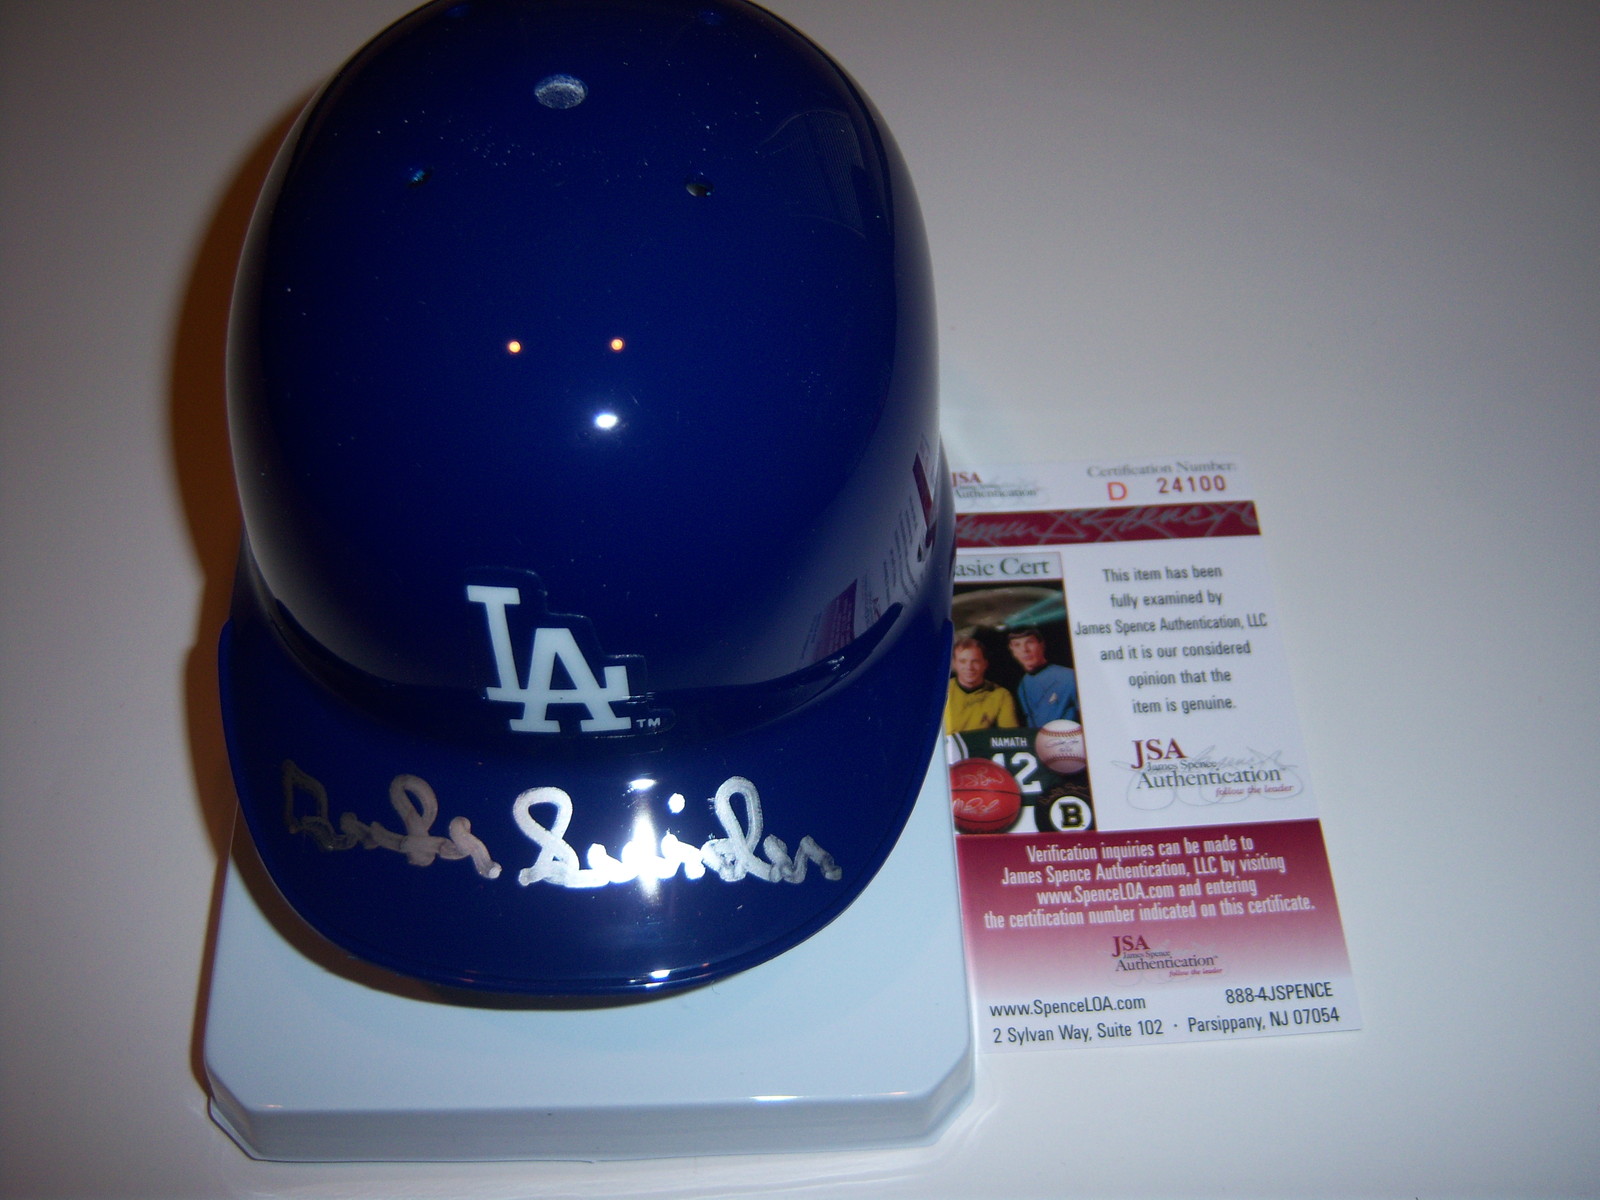 LA
TM
Duke Snider
JSA
Authentication
Certification Number:
D 24100
asic Cert
This item has been
fully examined by
James Spence Authentication, LLC
and it is our considered
opinion that the
item is genuine.
NAMATH
12
B
JSA
James Spence
Authentication™
follow the leader
Verification inquiries can be made to
James Spence Authentication, LLC by visiting
www.SpenceLOA.com and entering
the certification number indicated on this certificate.
JSA
James Spence
Authentication™
follow the leader
www.SpenceLOA.com
888-4JSPENCE
2 Sylvan Way, Suite 102 · Parsippany, NJ 07054